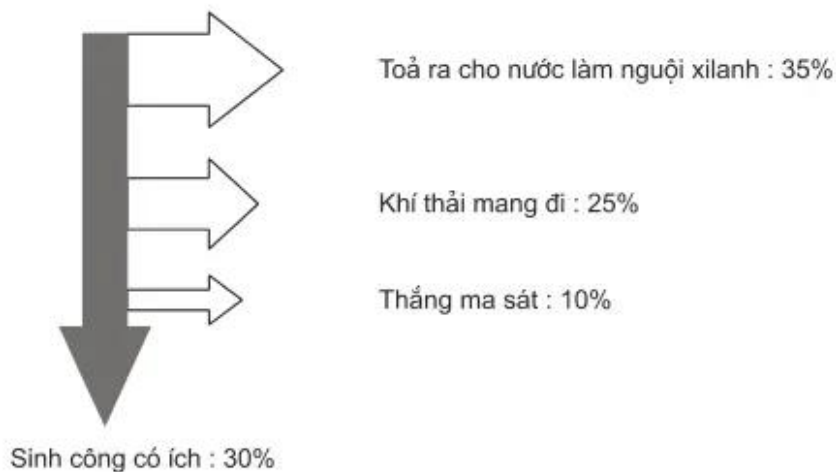 Toả ra cho nước làm nguội xilanh : 35%
Khí thải mang đi : 25%
Thắng ma sát : 10%
Sinh công có ích : 30%